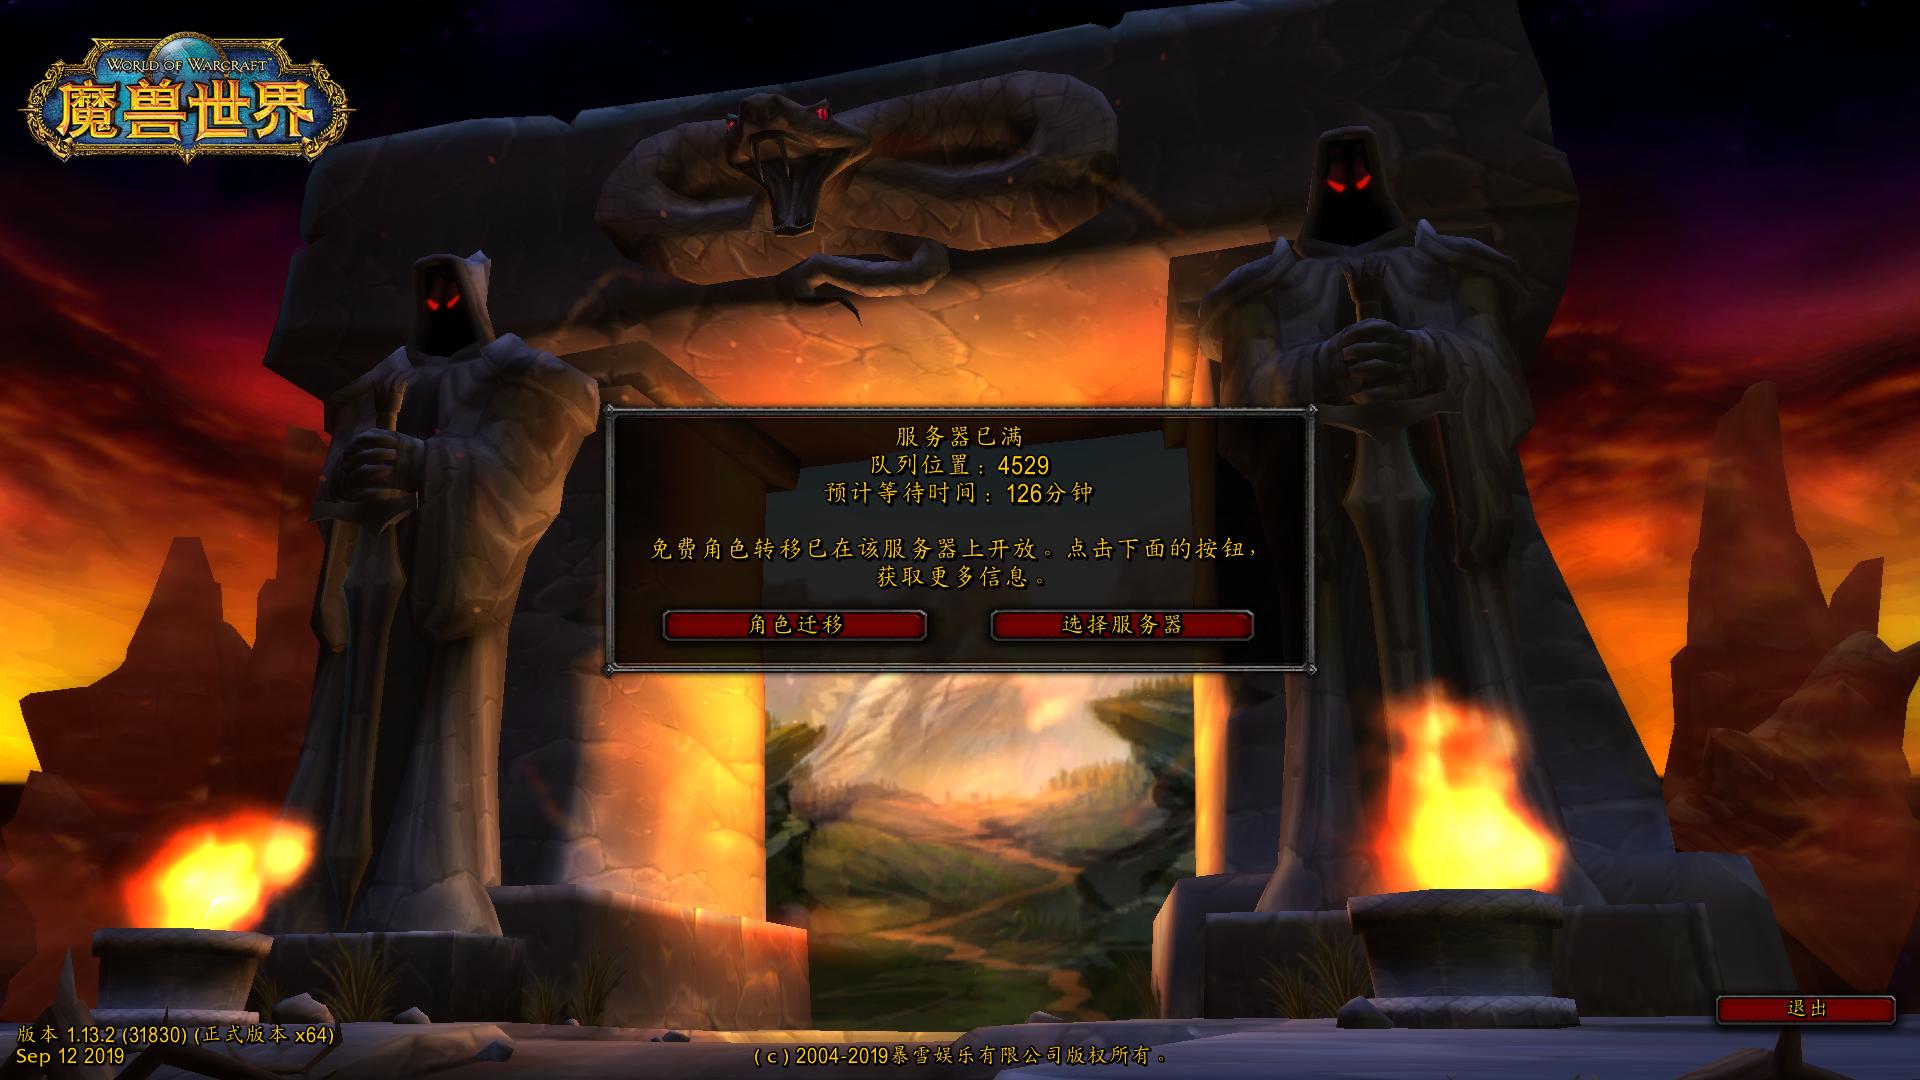 WORLD OF WARCRAFT
魔兽世界
服务器已满
队列位置：4529
预计等待时间：126分钟
免费角色转移已在该服务器上开放。点击下面的按钮，
获取更多信息。
角色迁移
选择服务器
退出
版本 1.13.2 (31830) (正式版本 x64)
Sep 12 2019
(c) 2004-2019暴雪娱乐有限公司版权所有。